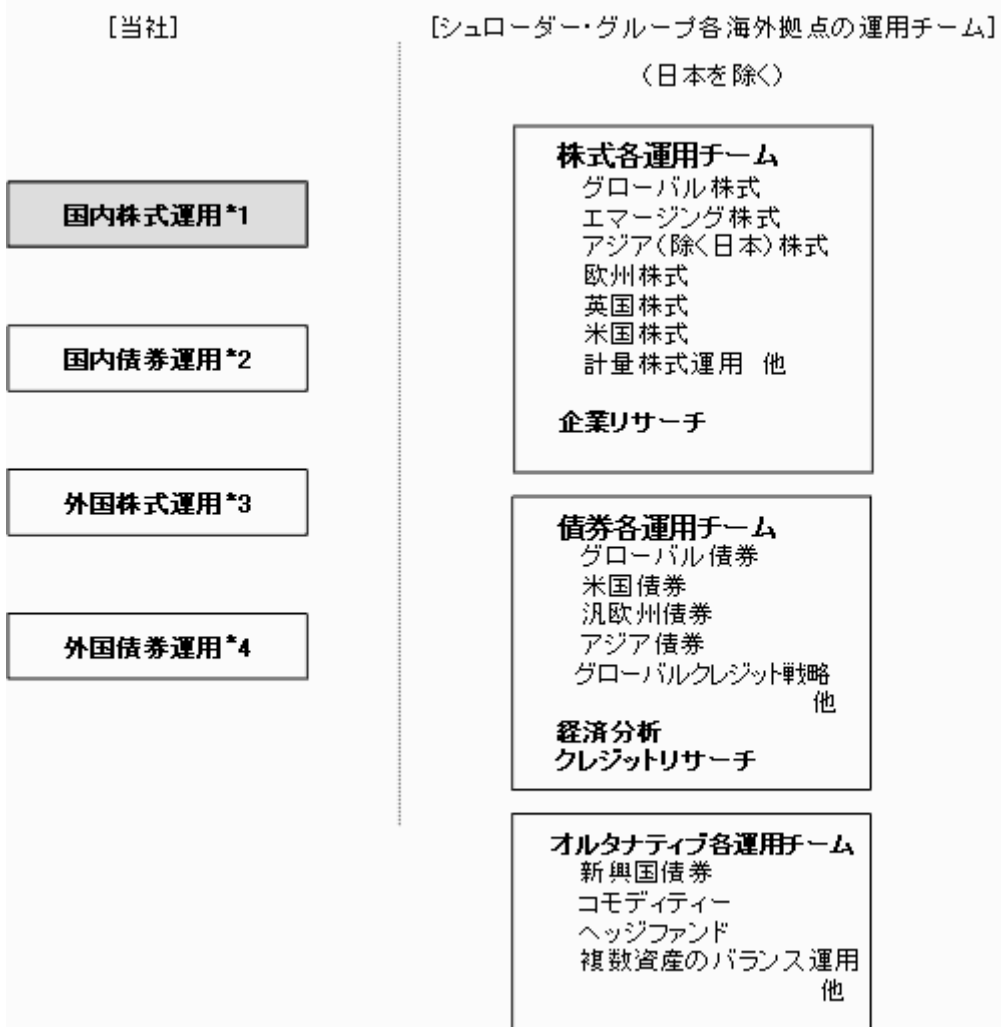 [当社]
国内株式運用*1
国内債券運用*2
外国株式運用*3
外国債券運用*4
[シュローダー・グループ各海外拠点の運用チーム]
（日本を除く）
株式各運用チーム
グローバル株式
エマージング株式
アジア（除く日本）株式
欧州株式
英国株式
米国株式
計量株式運用 他
企業リサーチ
債券各運用チーム
グローバル債券
米国債券
汎欧州債券
アジア債券
グローバルクレジット戦略
他
経済分析
クレジットリサーチ
オルタナティブ各運用チーム
新興国債券
コモディティー
ヘッジファンド
複数資産のバランス運用
他